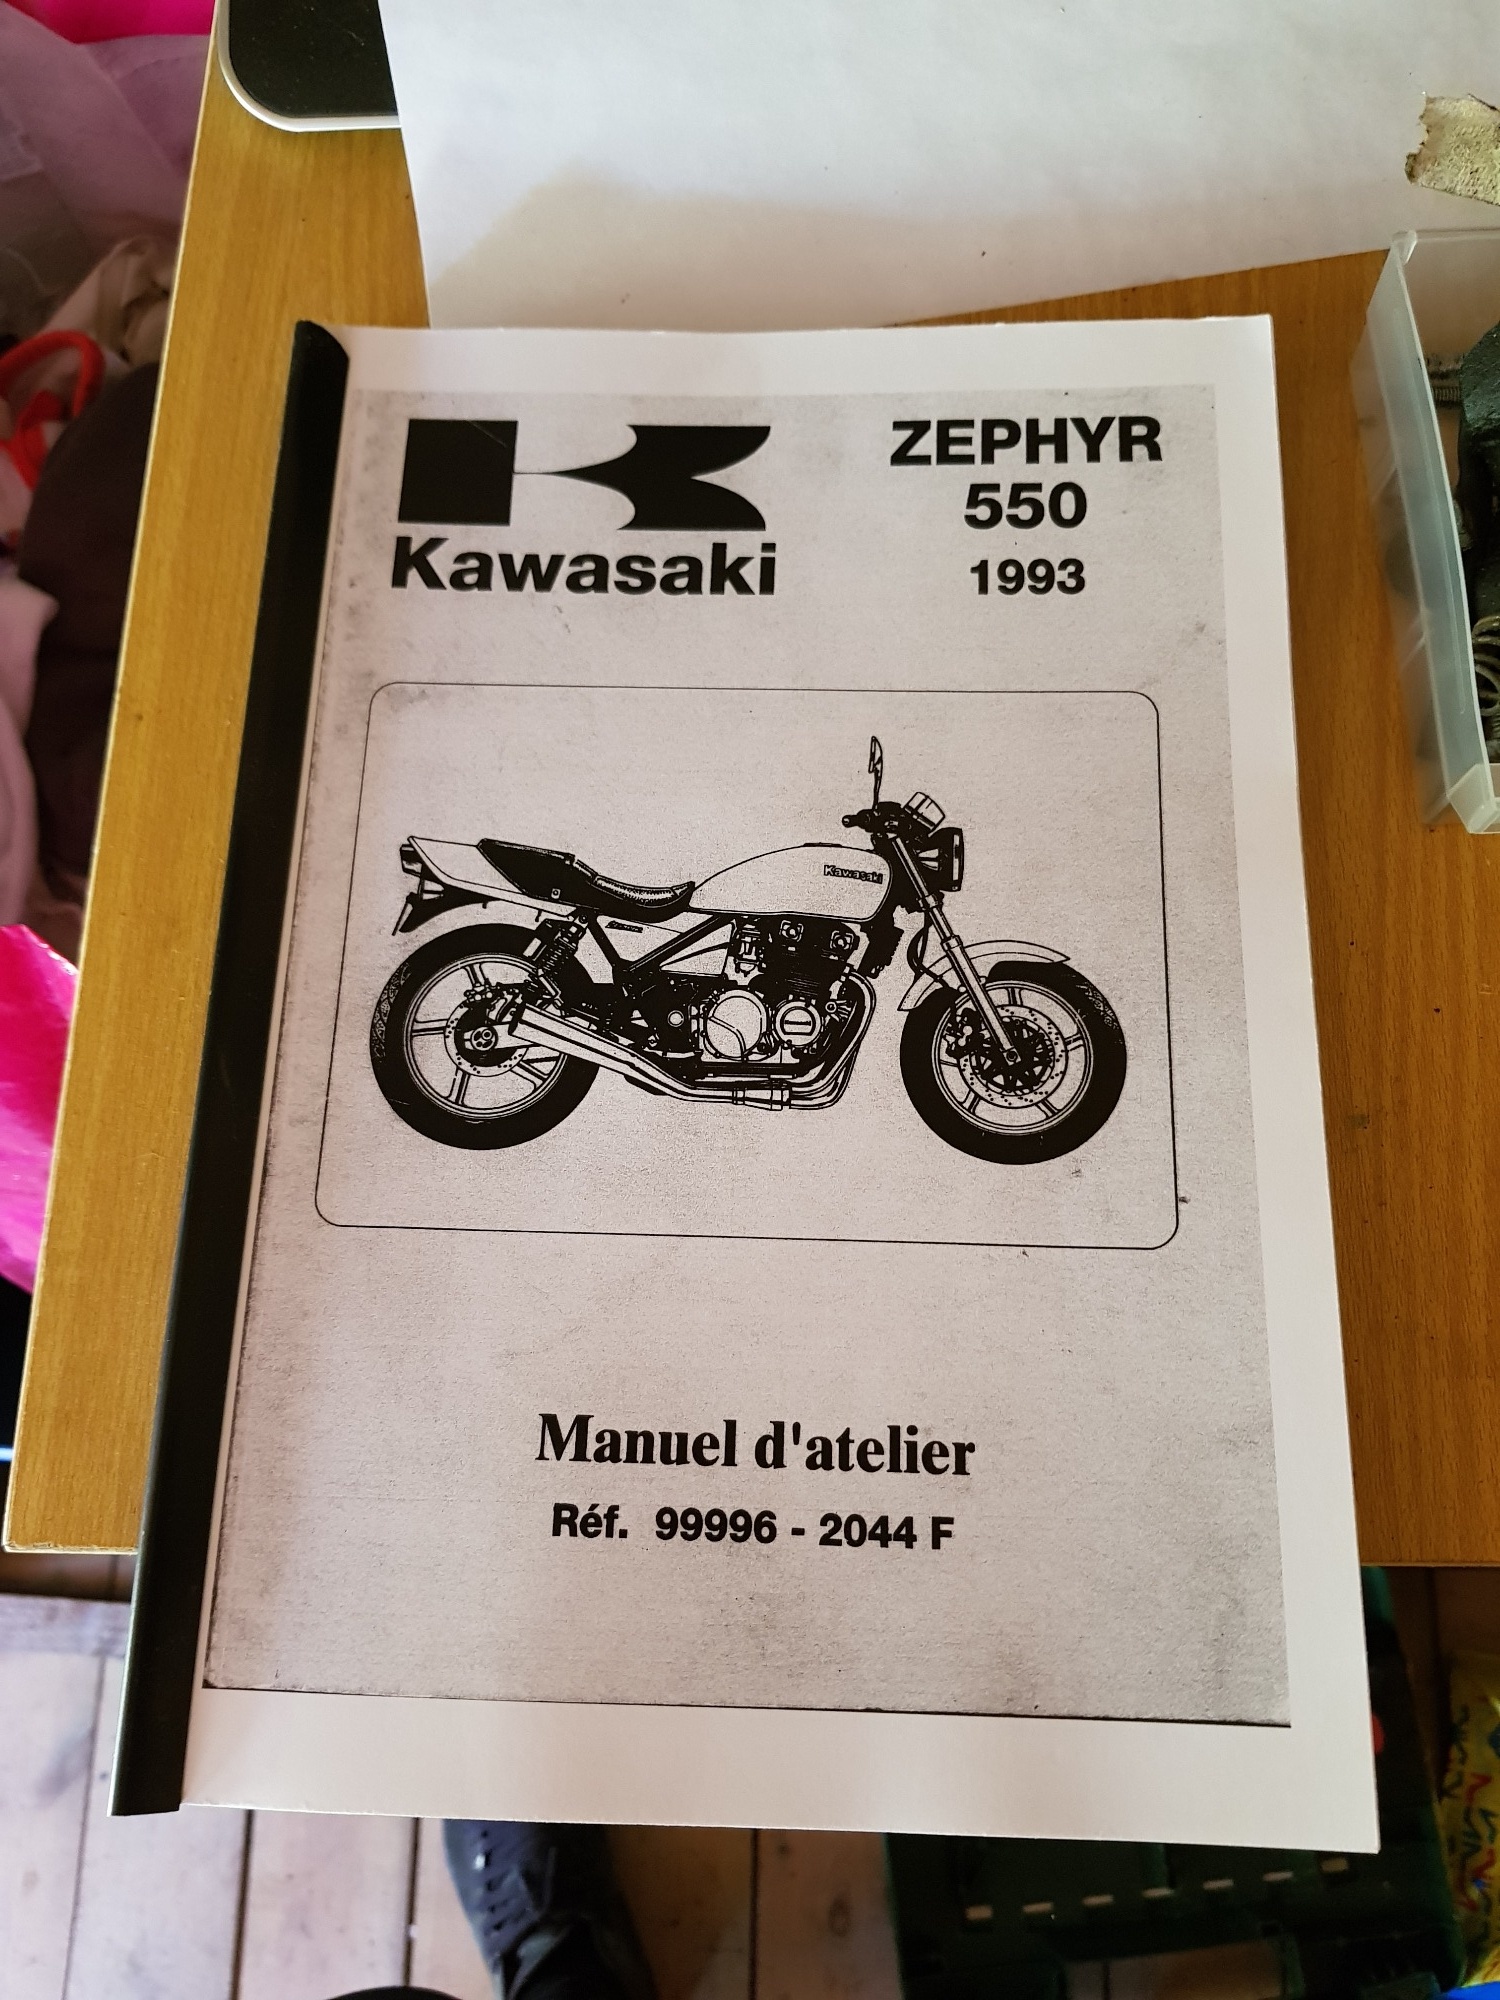 ZEPHYR
550
1993
Kawasaki
Kawasaki
Manuel d'atelier
Réf. 99996 - 2044 F